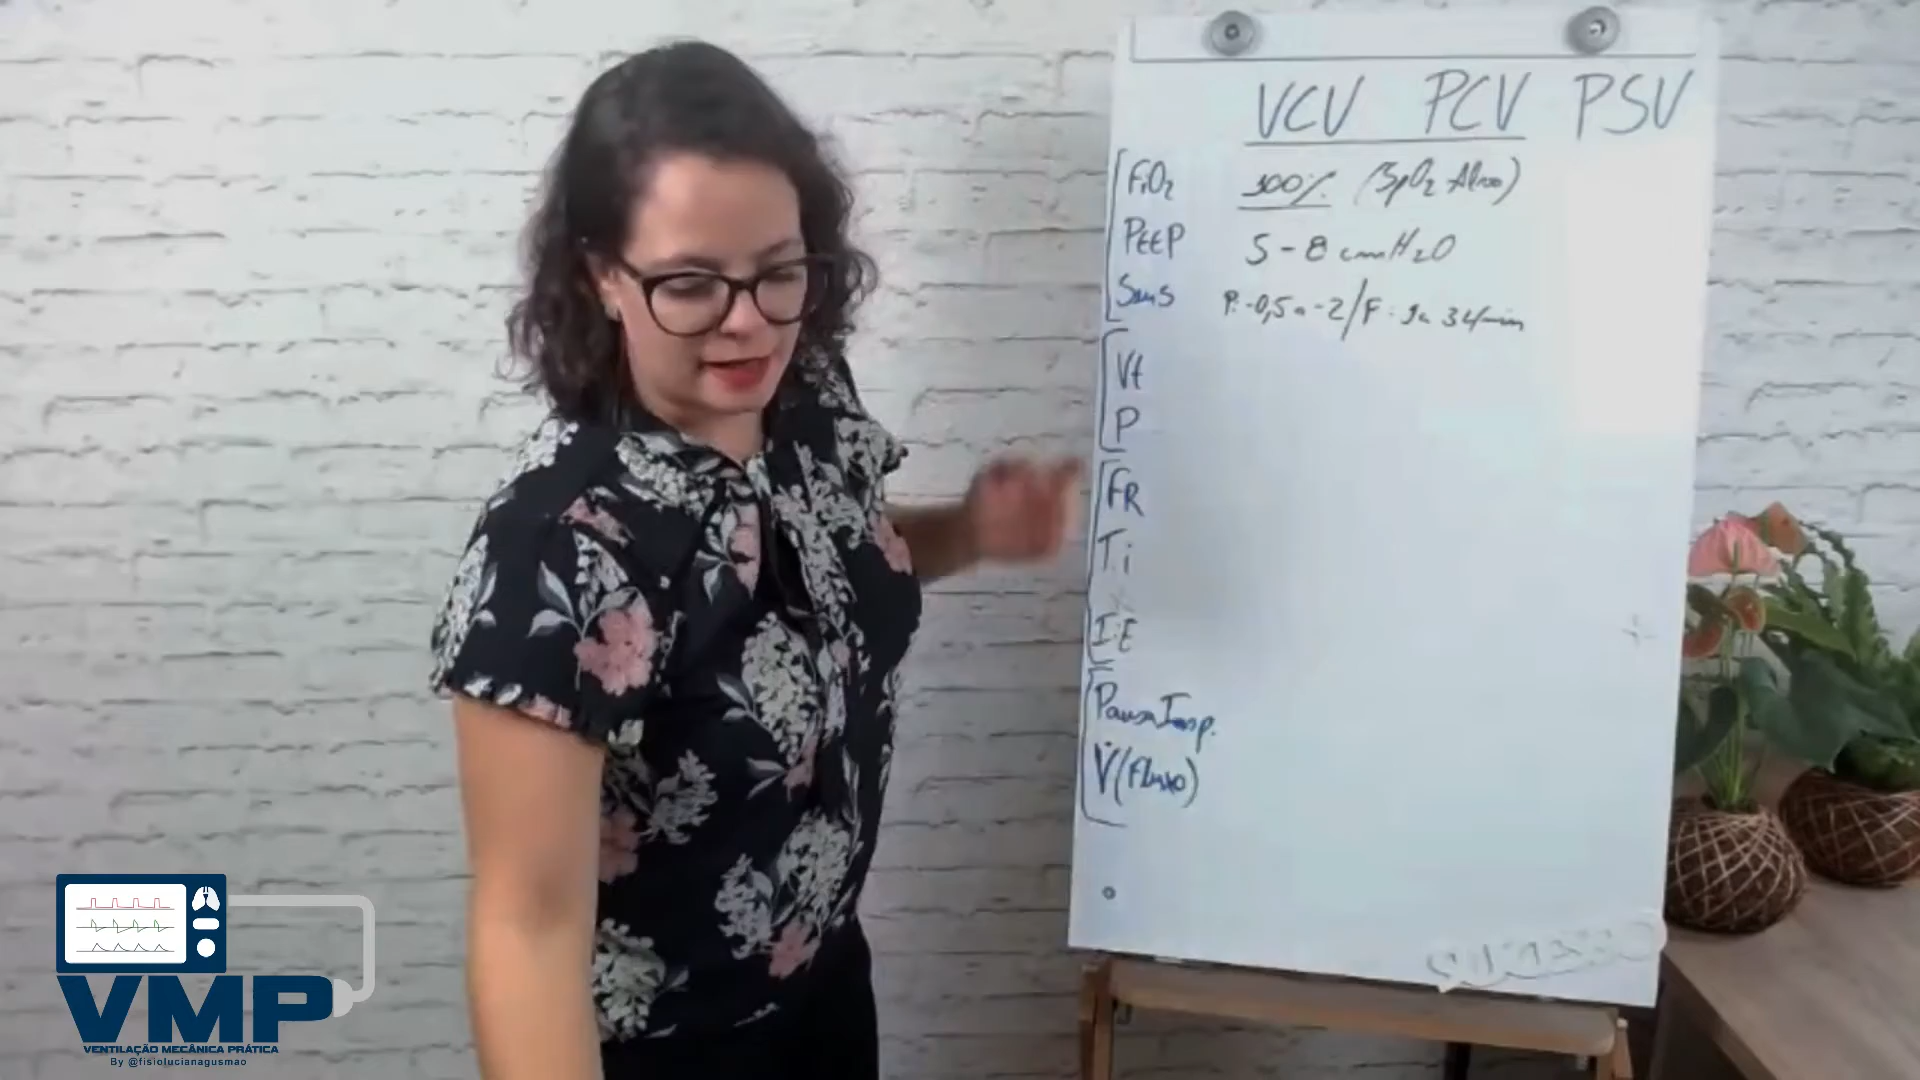 VCV PCV PSV
FiO2 100% (SpO2 Alvo)
PEEP 5 - 8 cmH2O
Sens P: -0,5 a -2 / F: 1 a 3 L/min
Vt
P
FR
Ti
I:E
Pausa Insp.
V̇ (Fluxo)
VMP
VENTILAÇÃO MECÂNICA PRÁTICA
By @fisiolucianagusmao